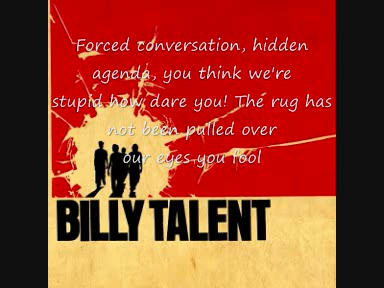 Forced conversation, hidden
agenda, you think we're
stupid how dare you! The rug has
not been pulled over
our eyes you fool
BILLY TALENT